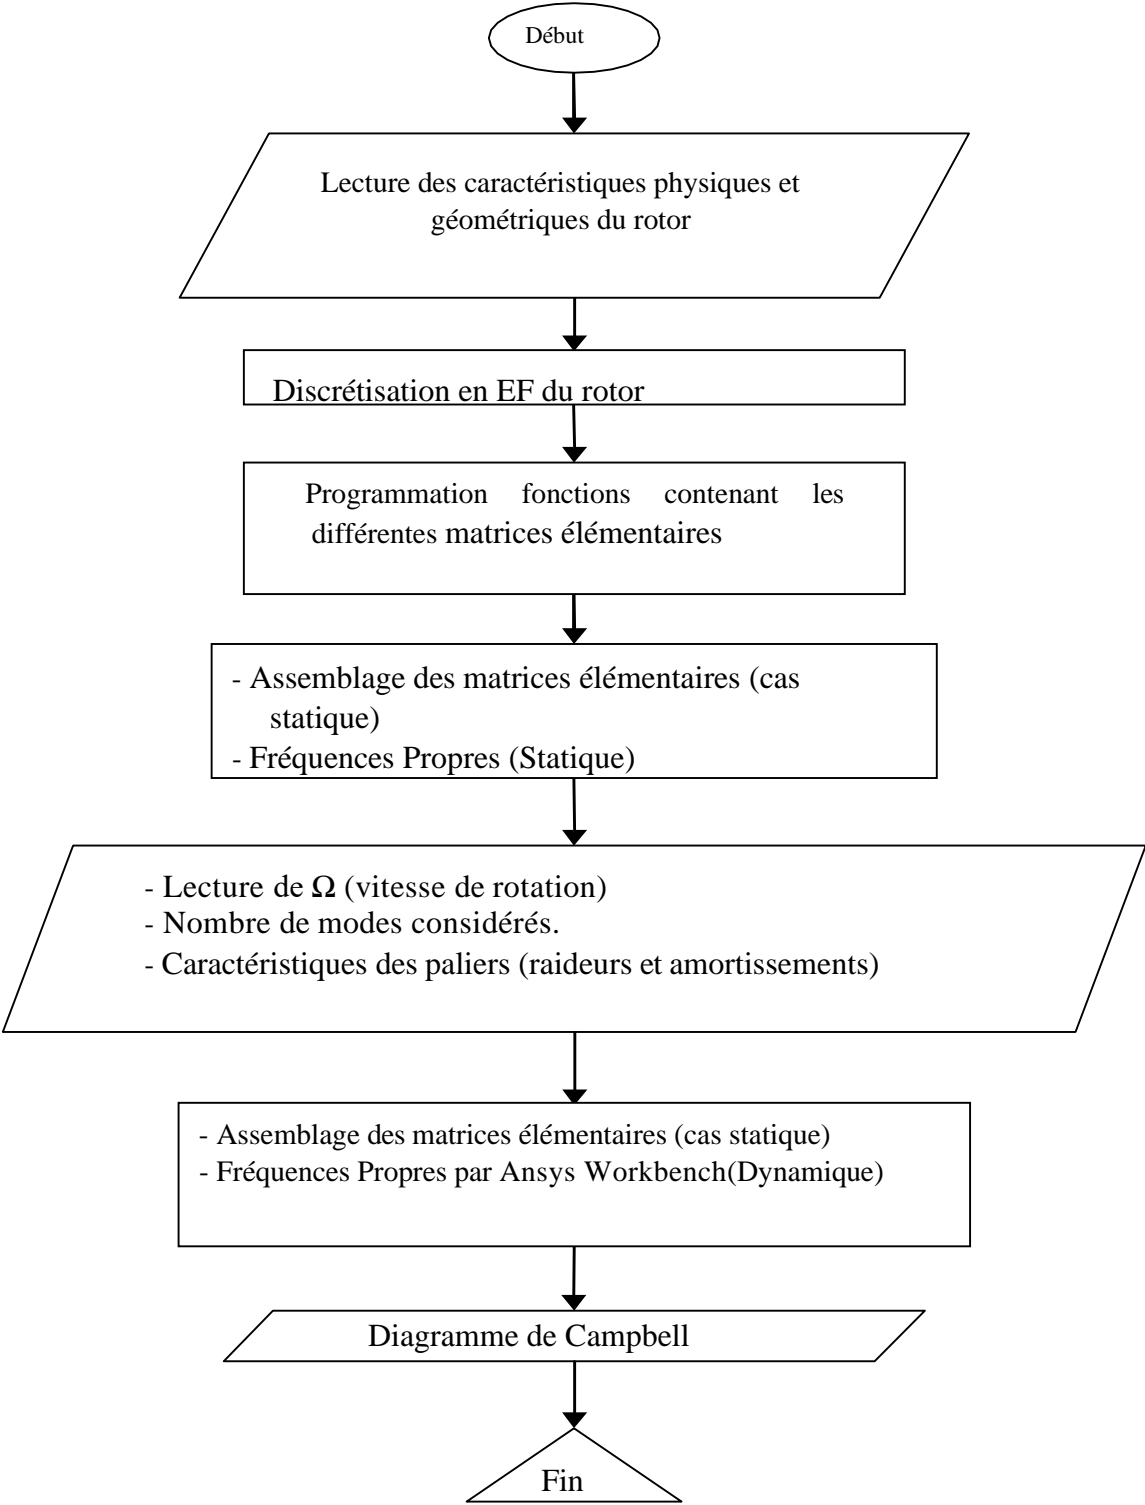 Début
Lecture des caractéristiques physiques et
géométriques du rotor
Discrétisation en EF du rotor
Programmation fonctions contenant les
différentes matrices élémentaires
- Assemblage des matrices élémentaires (cas
statique)
- Fréquences Propres (Statique)
- Lecture de Ω (vitesse de rotation)
- Nombre de modes considérés.
- Caractéristiques des paliers (raideurs et amortissements)
- Assemblage des matrices élémentaires (cas statique)
- Fréquences Propres par Ansys Workbench(Dynamique)
Diagramme de Campbell
Fin